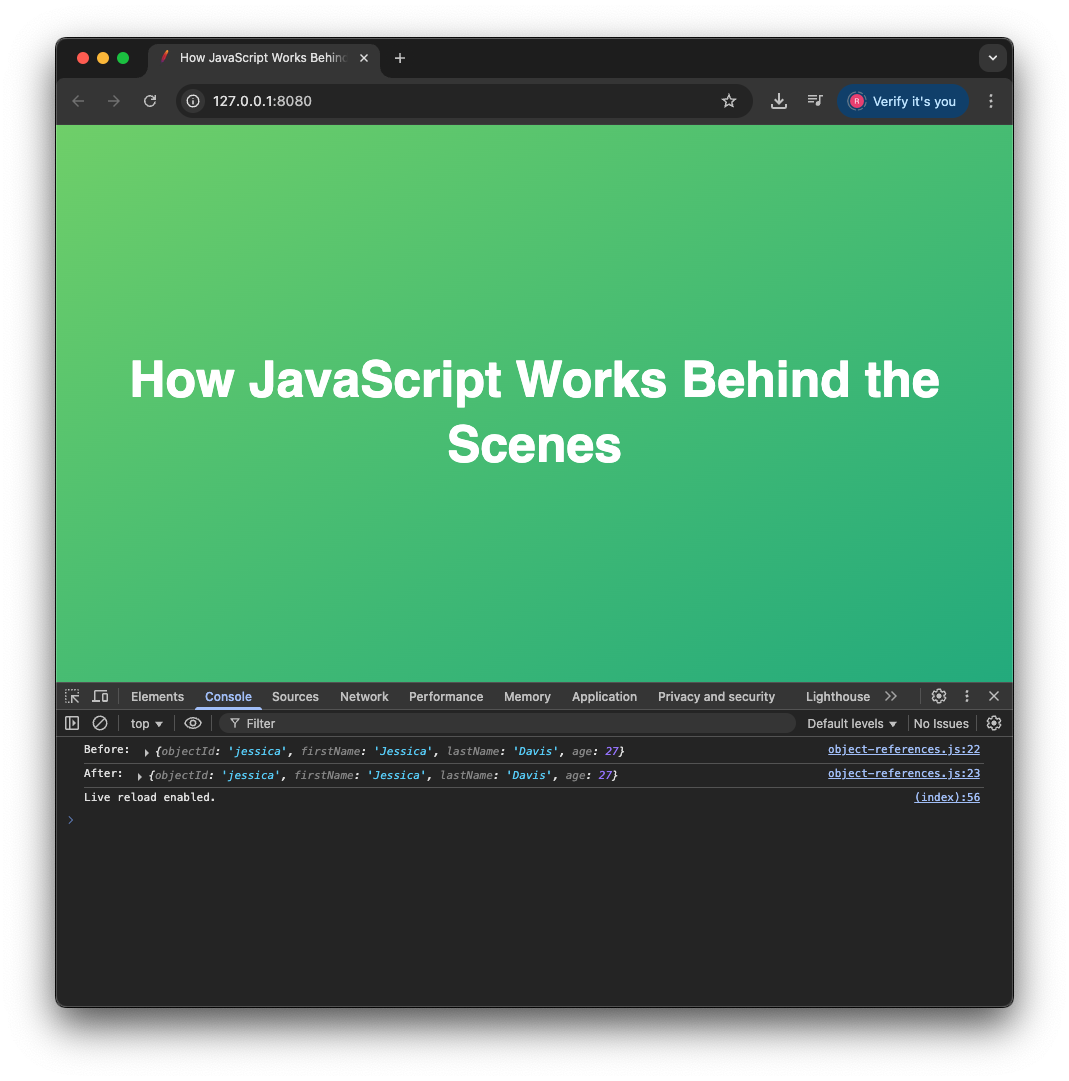 How JavaScript Works Behind
127.0.0.1:8080
R
Verify it's you
How JavaScript Works Behind the
Scenes
Elements Console Sources Network Performance Memory Application Privacy and security Lighthouse
top Filter Default levels No Issues
Before: {objectId: 'jessica', firstName: 'Jessica', lastName: 'Davis', age: 27} object-references.js:22
After: {objectId: 'jessica', firstName: 'Jessica', lastName: 'Davis', age: 27} object-references.js:23
Live reload enabled. (index):56